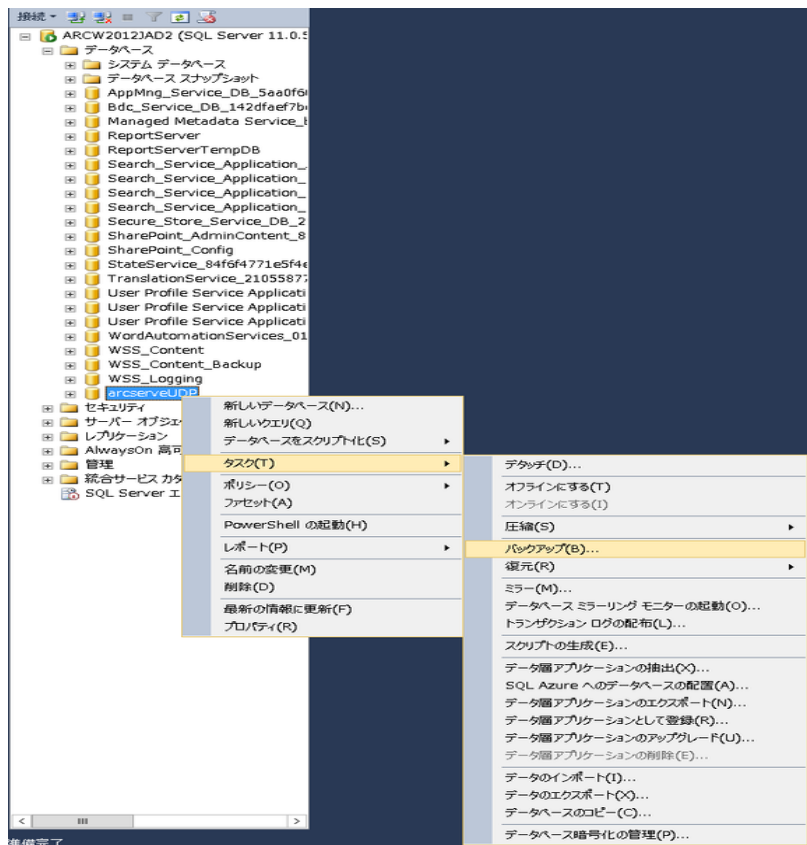 接続
ARCW2012JAD2 (SQL Server 11.0.5
データベース
システム データベース
データベース スナップショット
AppMng_Service_DB_5aa0f6
Bdc_Service_DB_142dfaef7b
Managed Metadata Service_
ReportServer
ReportServerTempDB
Search_Service_Application_
Search_Service_Application_
Search_Service_Application_
Search_Service_Application_
Secure_Store_Service_DB_2
SharePoint_AdminContent_8
SharePoint_Config
StateService_84f6f4771e5f4e
TranslationService_21055877
User Profile Service Applicati
User Profile Service Applicati
User Profile Service Applicati
WordAutomationServices_01
WSS_Content
WSS_Content_Backup
WSS_Logging
arcserveUDP
セキュリティ
サーバー オブジェ
レプリケーション
AlwaysOn 高可
管理
統合サービス カタ
SQL Server エ
新しいデータベース(N)...
新しいクエリ(Q)
データベースをスクリプト化(S)
タスク(T)
ポリシー(O)
ファセット(A)
PowerShell の起動(H)
レポート(P)
名前の変更(M)
削除(D)
最新の情報に更新(F)
プロパティ(R)
デタッチ(D)...
オフラインにする(T)
オンラインにする(I)
圧縮(S)
バックアップ(B)...
復元(R)
ミラー(M)...
データベース ミラーリング モニターの起動(O)...
トランザクション ログの配布(L)...
スクリプトの生成(E)...
データ層アプリケーションの抽出(X)...
SQL Azure へのデータベースの配置(A)...
データ層アプリケーションのエクスポート(N)...
データ層アプリケーションとして登録(R)...
データ層アプリケーションのアップグレード(U)...
データ層アプリケーションの削除(E)...
データのインポート(I)...
データのエクスポート(X)...
データベースのコピー(C)...
データベース暗号化の管理(P)...
準備完了